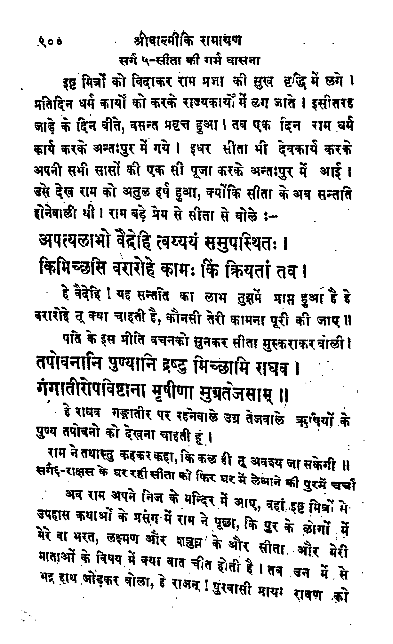 ९०० श्रीवाल्मीकि रामायण
सर्ग ५-सीता की गर्भ वासना
इष्ट मित्रों को विदाकर राम प्रजा की सुख वृद्धि में लगे ।
प्रतिदिन धर्म कार्यों को करके राज्यकार्यों में लग जाते । इसीतरह
जाड़े के दिन वीते, वसन्त प्रवृत्त हुआ । तव एक दिन राम धर्म
कार्य करके अन्तःपुर में गये । इधर सीता भी देवकार्य करके
अपनी सभी सासों की एक सी पूजा करके अन्तःपुर में आई ।
उसे देख राम को अतुल हर्ष हुआ, क्योंकि सीता के अब सन्तति
होनेवाली थी । राम बड़े प्रेम से सीता से वोले :-
अपत्यलाभो वैदेहि त्वय्ययं समुपस्थितः ।
किमिच्छसि वरारोहे कामः किं क्रियतां तव ।
हे वैदेहि ! यह सन्तति का लाभ तुझमें प्राप्त हुआ है हे
वरारोहे तू क्या चाहती है, कौनसी तेरी कामना पूरी की जाए ॥
पति के इस प्रीति वचनको सुनकर सीता मुस्कराकर वोली ।
तपोवनानि पुण्यानि द्रष्टु मिच्छामि राघव ।
गंगातीरोपविष्टाना मृषीणा मुग्रतेजसाम् ॥
हे राघव गङ्गातीर पर रहनेवाले उग्र तेजवाले ऋषियों के
पुण्य तपोवनो को देखना चाहती हूं ।
राम ने तथास्तु कहकर कहा, कि कल ही तू अवश्य जा सकेगी ॥
सर्ग६-राक्षस के घर रही सीता को फिर घर में लेआने की पुरमें चर्चा
अव राम अपने निज के मन्दिर में आए, वहां इष्ट मित्रों में
उपहास कथाओं के प्रसंग में राम ने पूछा, कि पुर के लोगों में
मेरे वा भरत, लक्ष्मण और शत्रुघ्न के और सीता और मेरी
माताओं के विषय में क्या वात चीत होती है । तव उन में से
भद्र हाथ जोड़कर वोला, हे राजन् ! पुरवासी प्रायः रावण को